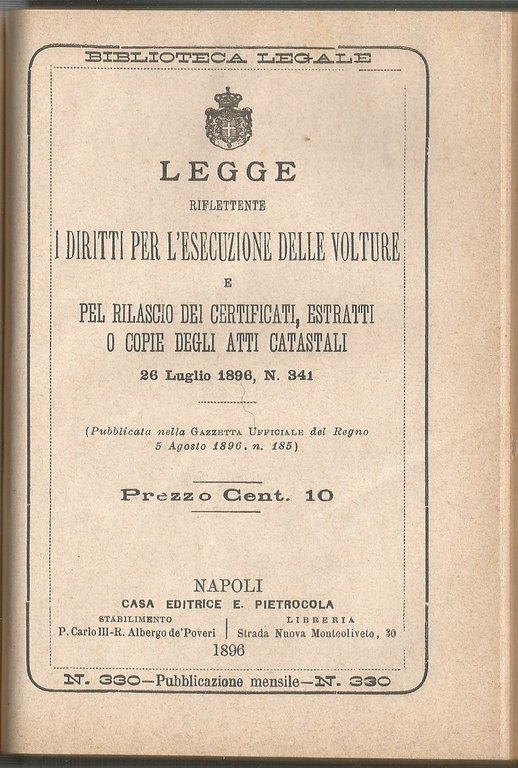 BIBLIOTECA LEGALE
LEGGE
RIFLETTENTE
I DIRITTI PER L'ESECUZIONE DELLE VOLTURE
E
PEL RILASCIO DEI CERTIFICATI, ESTRATTI
O COPIE DEGLI ATTI CATASTALI
26 Luglio 1896, N. 341
(Pubblicata nella GAZZETTA UFFICIALE del Regno
5 Agosto 1896. n. 185)
Prezzo Cent. 10
NAPOLI
CASA EDITRICE E. PIETROCOLA
STABILIMENTO
P. Carlo III-R. Albergo de' Poveri
LIBRERIA
Strada Nuova Monteoliveto, 30
1896
N. 330—Pubblicazione mensile—N. 330